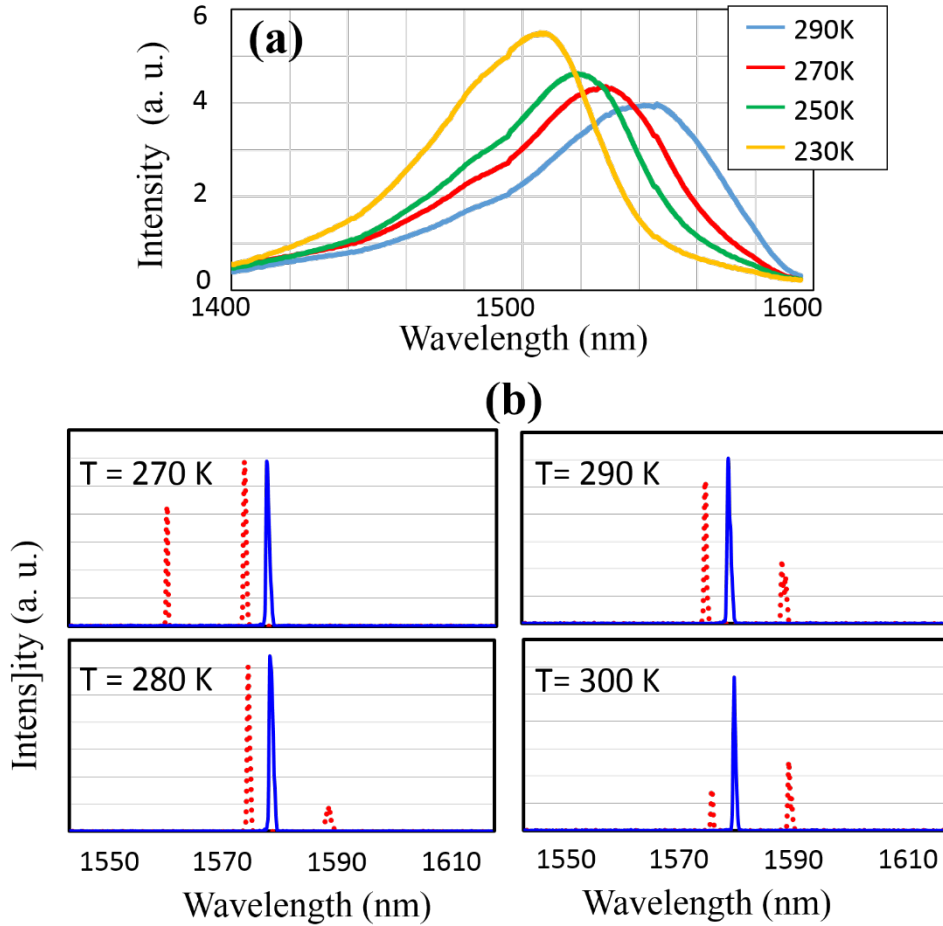 (a)
6
4
2
0
Intensity (a. u.)
290K
270K
250K
230K
1400
1500
1600
Wavelength (nm)
(b)
T = 270 K
T = 290 K
T = 280 K
T= 300 K
Intens]ity (a. u.)
1550
1570
1590
1610
1550
1570
1590
1610
Wavelength (nm)
Wavelength (nm)